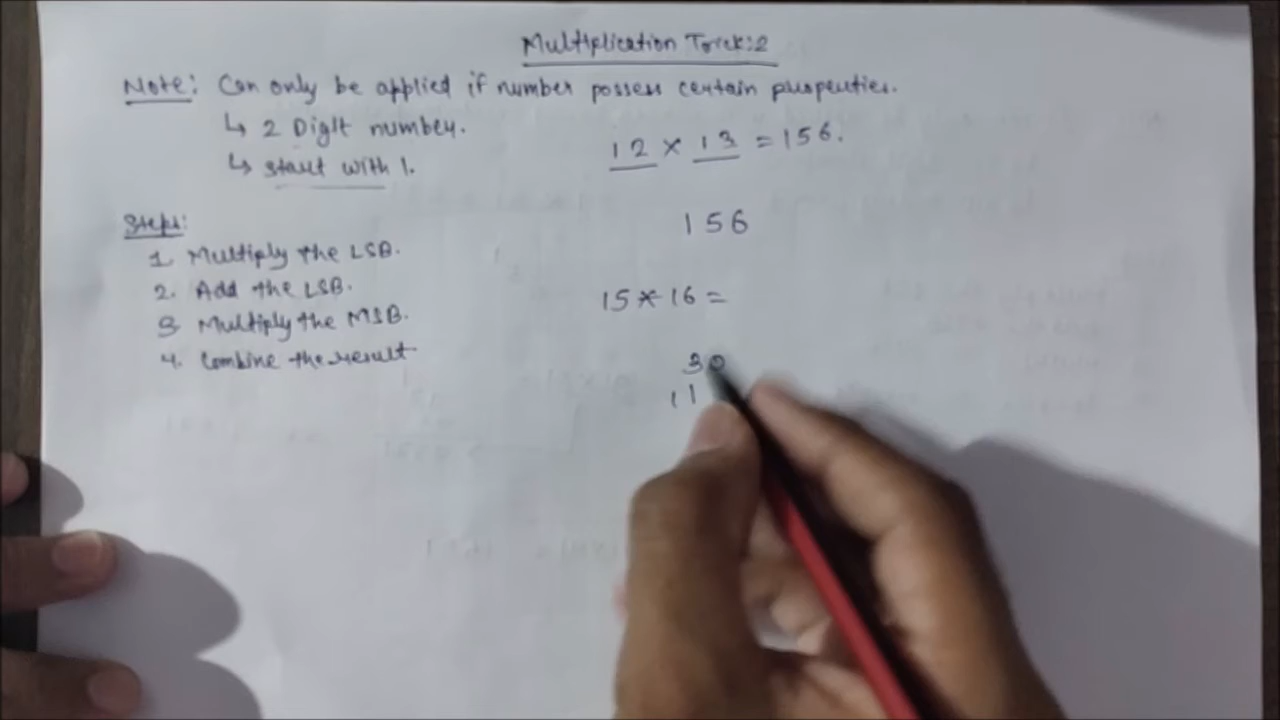 Multiplication Trick:2
Note: Can only be applied if number possess certain properties.
↳ 2 Digit number.
↳ start with 1.
12 × 13 = 156.
156
Steps:
1. Multiply the LSB.
2. Add the LSB.
3 Multiply the MSB.
4. Combine the result
15 * 16 =
30
11